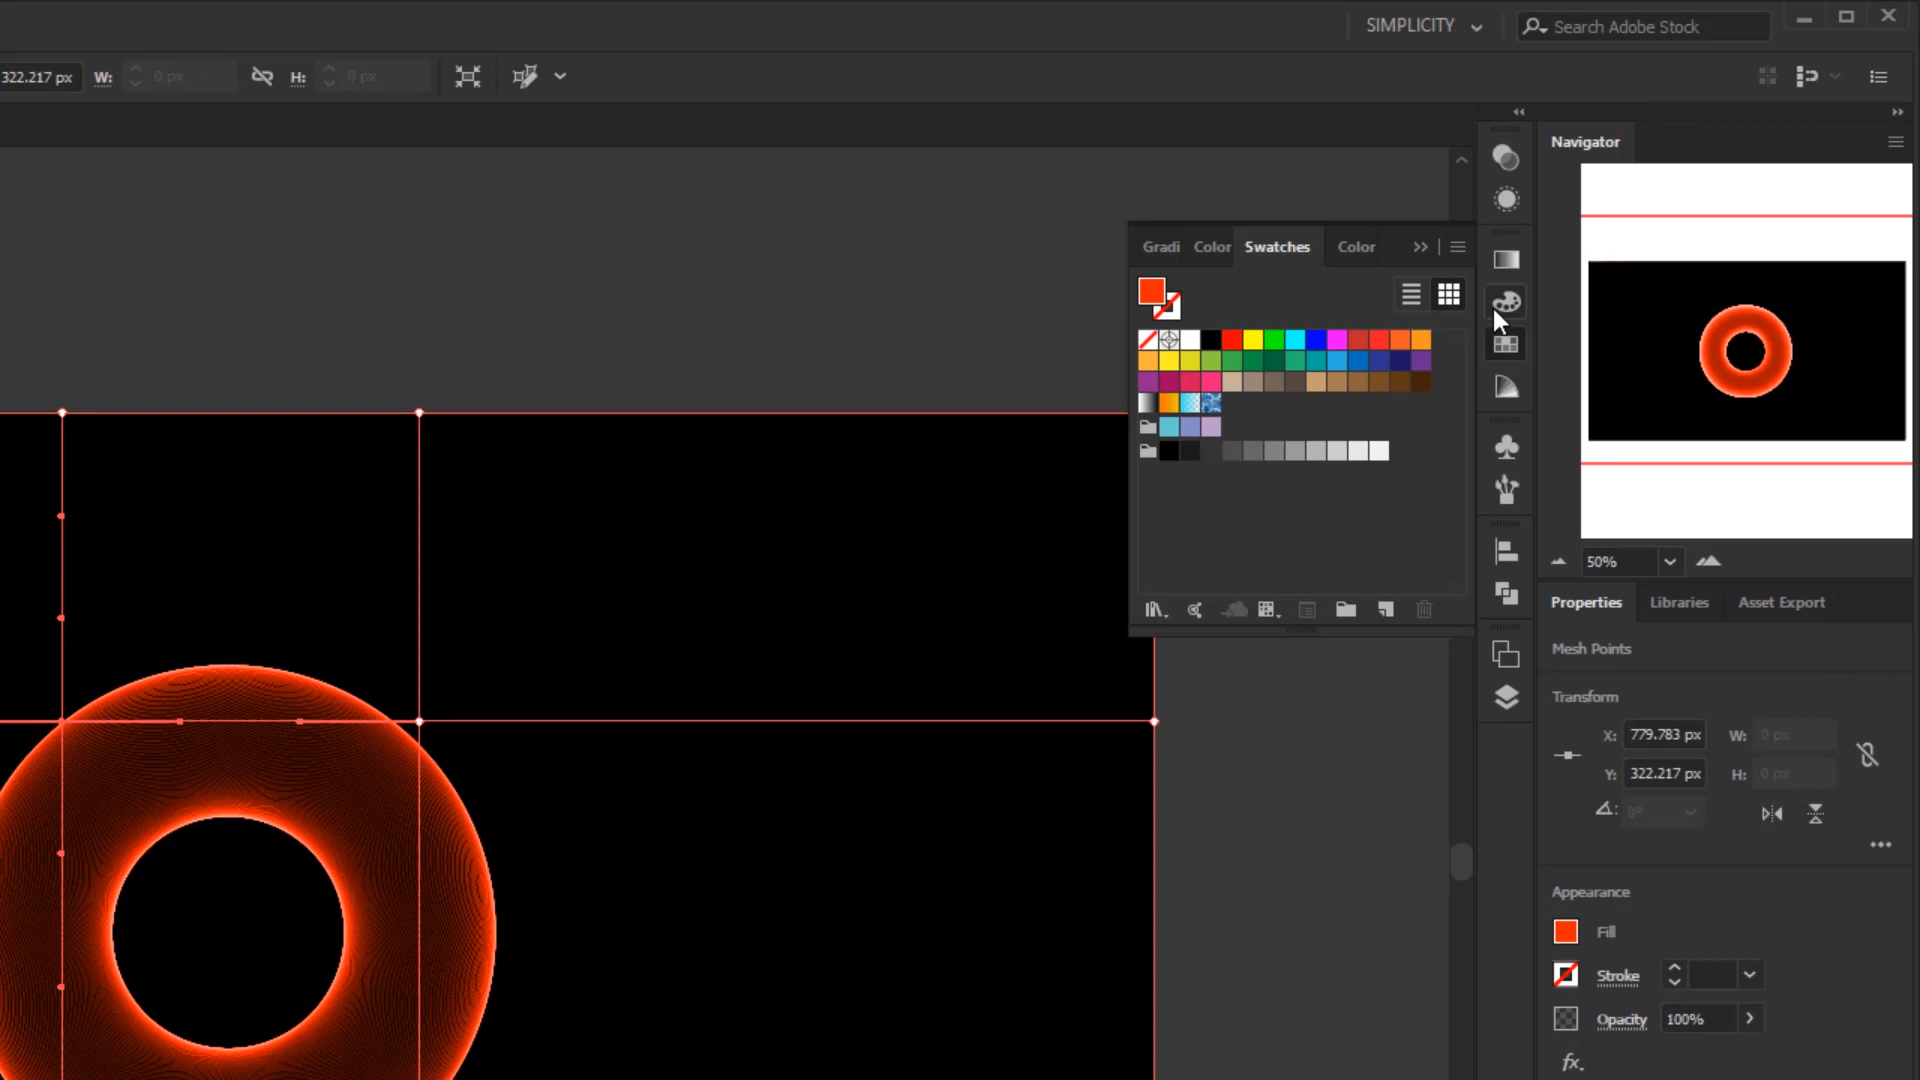 SIMPLICITY
Search Adobe Stock
322.217 px W: 0 px H: 0 px
Navigator
Gradi Color Swatches Color
50%
Properties Libraries Asset Export
Mesh Points
Transform
X: 779.783 px W: 0 px
Y: 322.217 px H: 0 px
0°
Appearance
Fill
Stroke
Opacity 100%
fx.